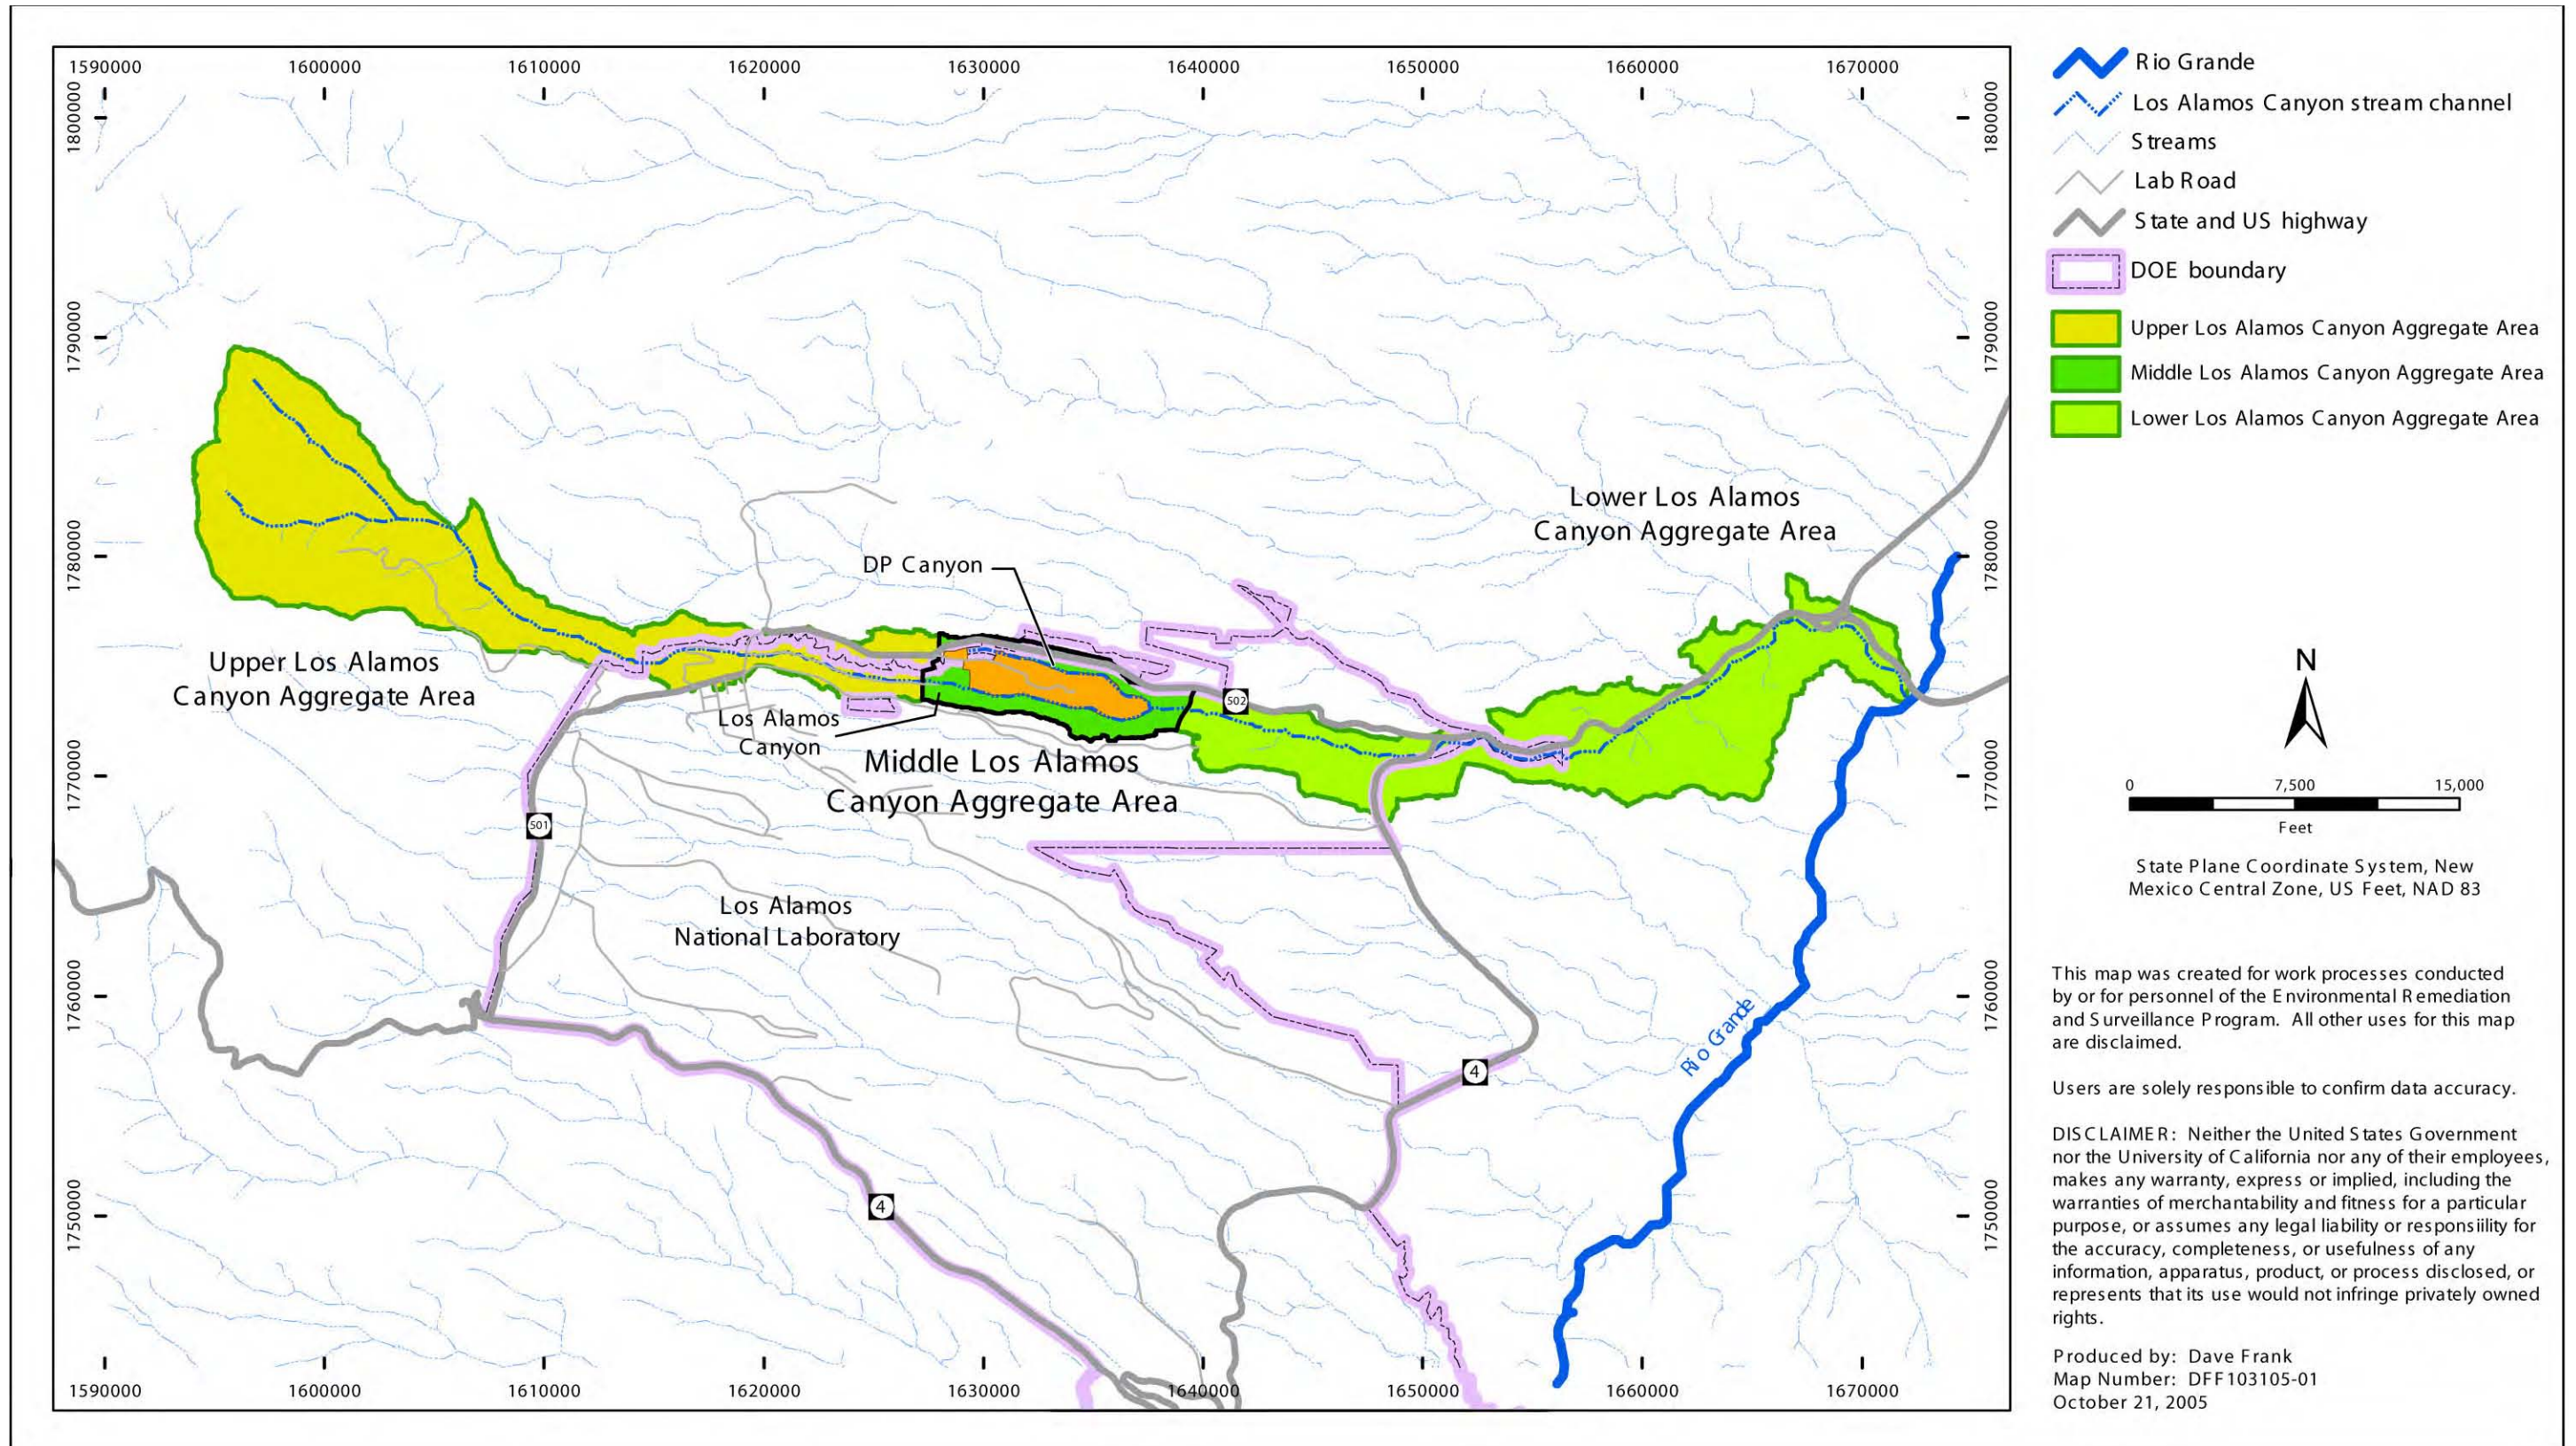 1590000 1600000 1610000 1620000 1630000 1640000 1650000 1660000 1670000
1800000
1790000
1780000
1770000
1760000
1750000
1800000
1790000
1780000
1770000
1760000
1750000
Lower Los Alamos
Canyon Aggregate Area
DP Canyon
Upper Los Alamos
Canyon Aggregate Area
502
Los Alamos
Canyon
Middle Los Alamos
Canyon Aggregate Area
501
Los Alamos
National Laboratory
Rio Grande
4
4
1590000 1600000 1610000 1620000 1630000 1640000 1650000 1660000 1670000
Rio Grande
Los Alamos Canyon stream channel
Streams
Lab Road
State and US highway
DOE boundary
Upper Los Alamos Canyon Aggregate Area
Middle Los Alamos Canyon Aggregate Area
Lower Los Alamos Canyon Aggregate Area
N
0 7,500 15,000
Feet
State Plane Coordinate System, New
Mexico Central Zone, US Feet, NAD 83
This map was created for work processes conducted
by or for personnel of the Environmental Remediation
and Surveillance Program. All other uses for this map
are disclaimed.
Users are solely responsible to confirm data accuracy.
DISCLAIMER: Neither the United States Government
nor the University of California nor any of their employees,
makes any warranty, express or implied, including the
warranties of merchantability and fitness for a particular
purpose, or assumes any legal liability or responsiility for
the accuracy, completeness, or usefulness of any
information, apparatus, product, or process disclosed, or
represents that its use would not infringe privately owned
rights.
Produced by: Dave Frank
Map Number: DFF103105-01
October 21, 2005